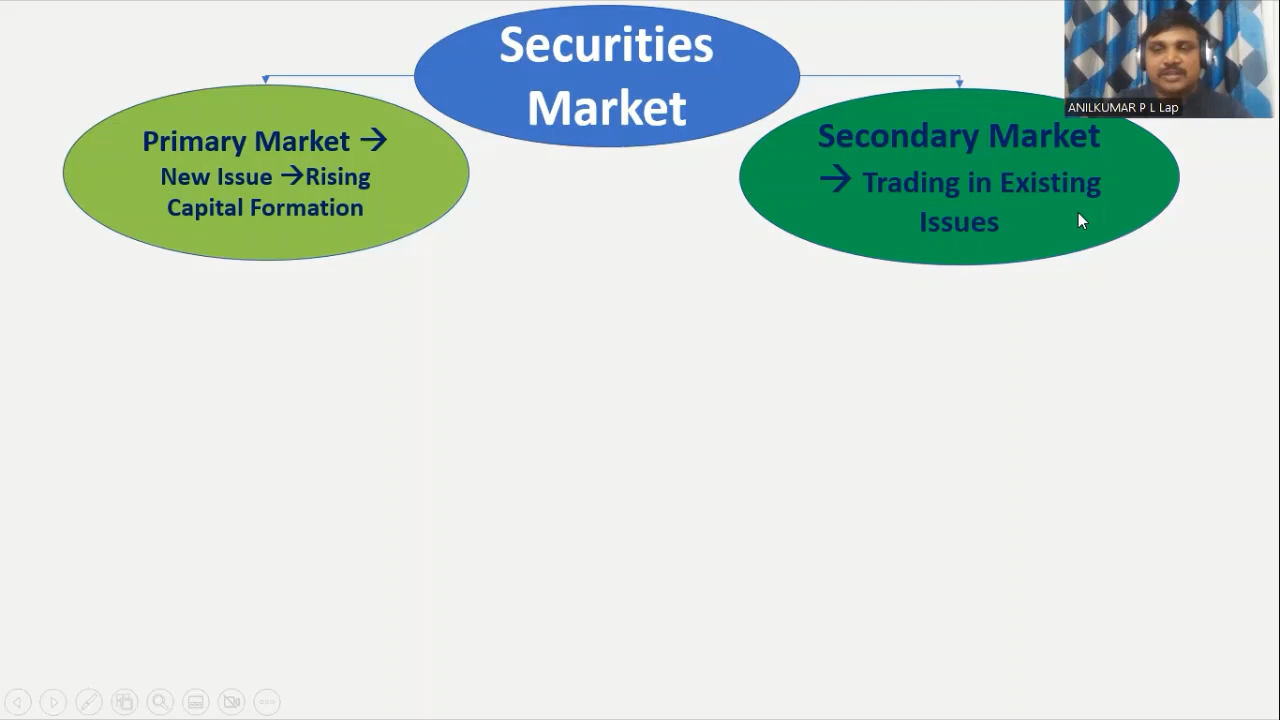 Securities
Market
Primary Market →
New Issue →Rising
Capital Formation
Secondary Market
→ Trading in Existing
Issues
ANILKUMAR P L Lap